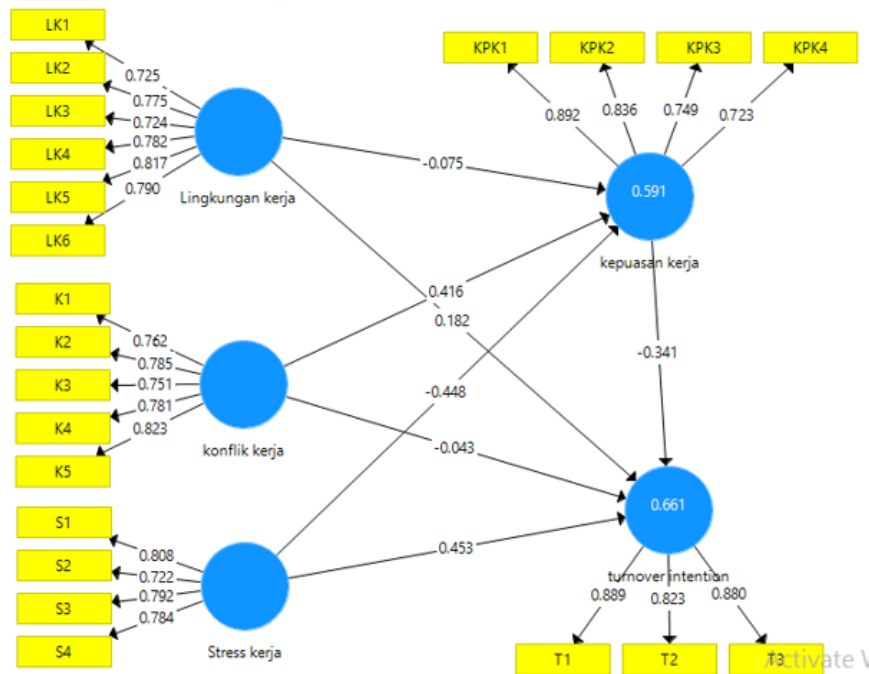 LK1
LK2
LK3
LK4
LK5
LK6
0.725
0.775
0.724
0.782
0.817
0.790
Lingkungan kerja
K1
K2
K3
K4
K5
0.762
0.785
0.751
0.781
0.823
konflik kerja
S1
S2
S3
S4
0.808
0.722
0.792
0.784
Stress kerja
-0.075
0.416
0.182
-0.448
-0.043
0.453
KPK1
KPK2
KPK3
KPK4
0.892
0.836
0.749
0.723
0.591
kepuasan kerja
-0.341
0.661
turnover intention
0.889
0.823
0.880
T1
T2
T3
Activate W